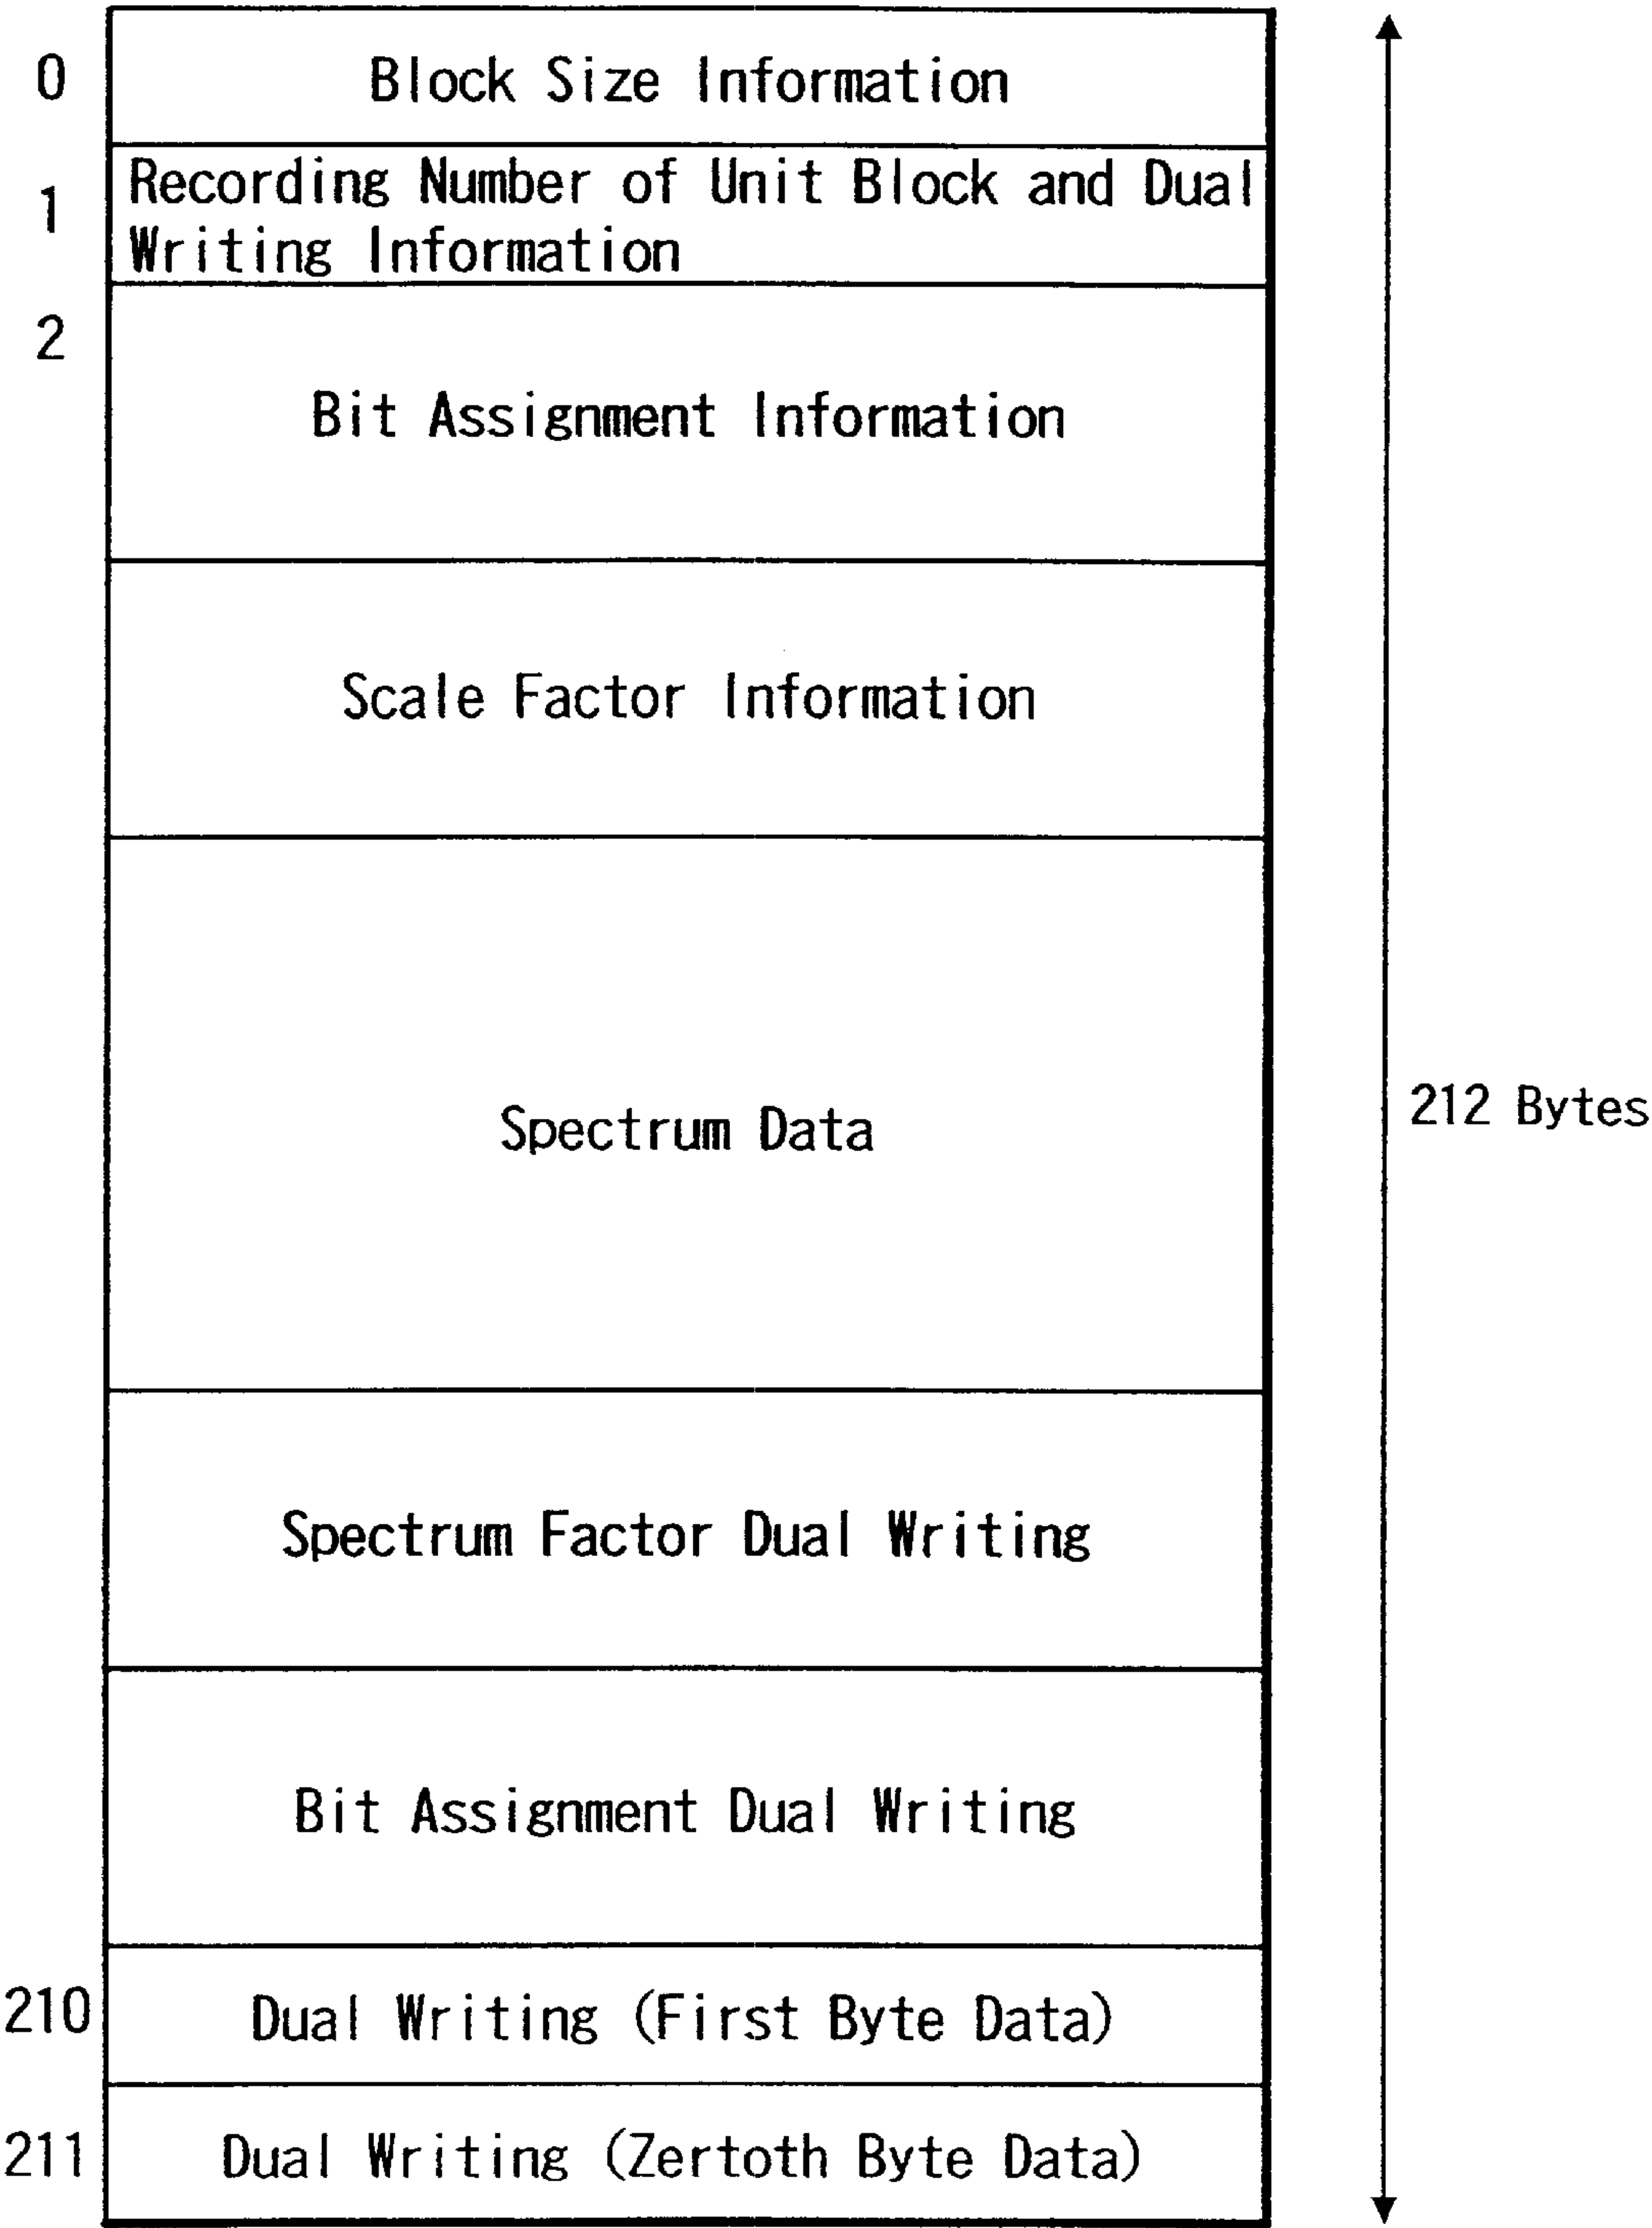 0
Block Size Information
1
Recording Number of Unit Block and Dual
Writing Information
2
Bit Assignment Information
Scale Factor Information
Spectrum Data
212 Bytes
Spectrum Factor Dual Writing
Bit Assignment Dual Writing
210
Dual Writing (First Byte Data)
211
Dual Writing (Zertoth Byte Data)